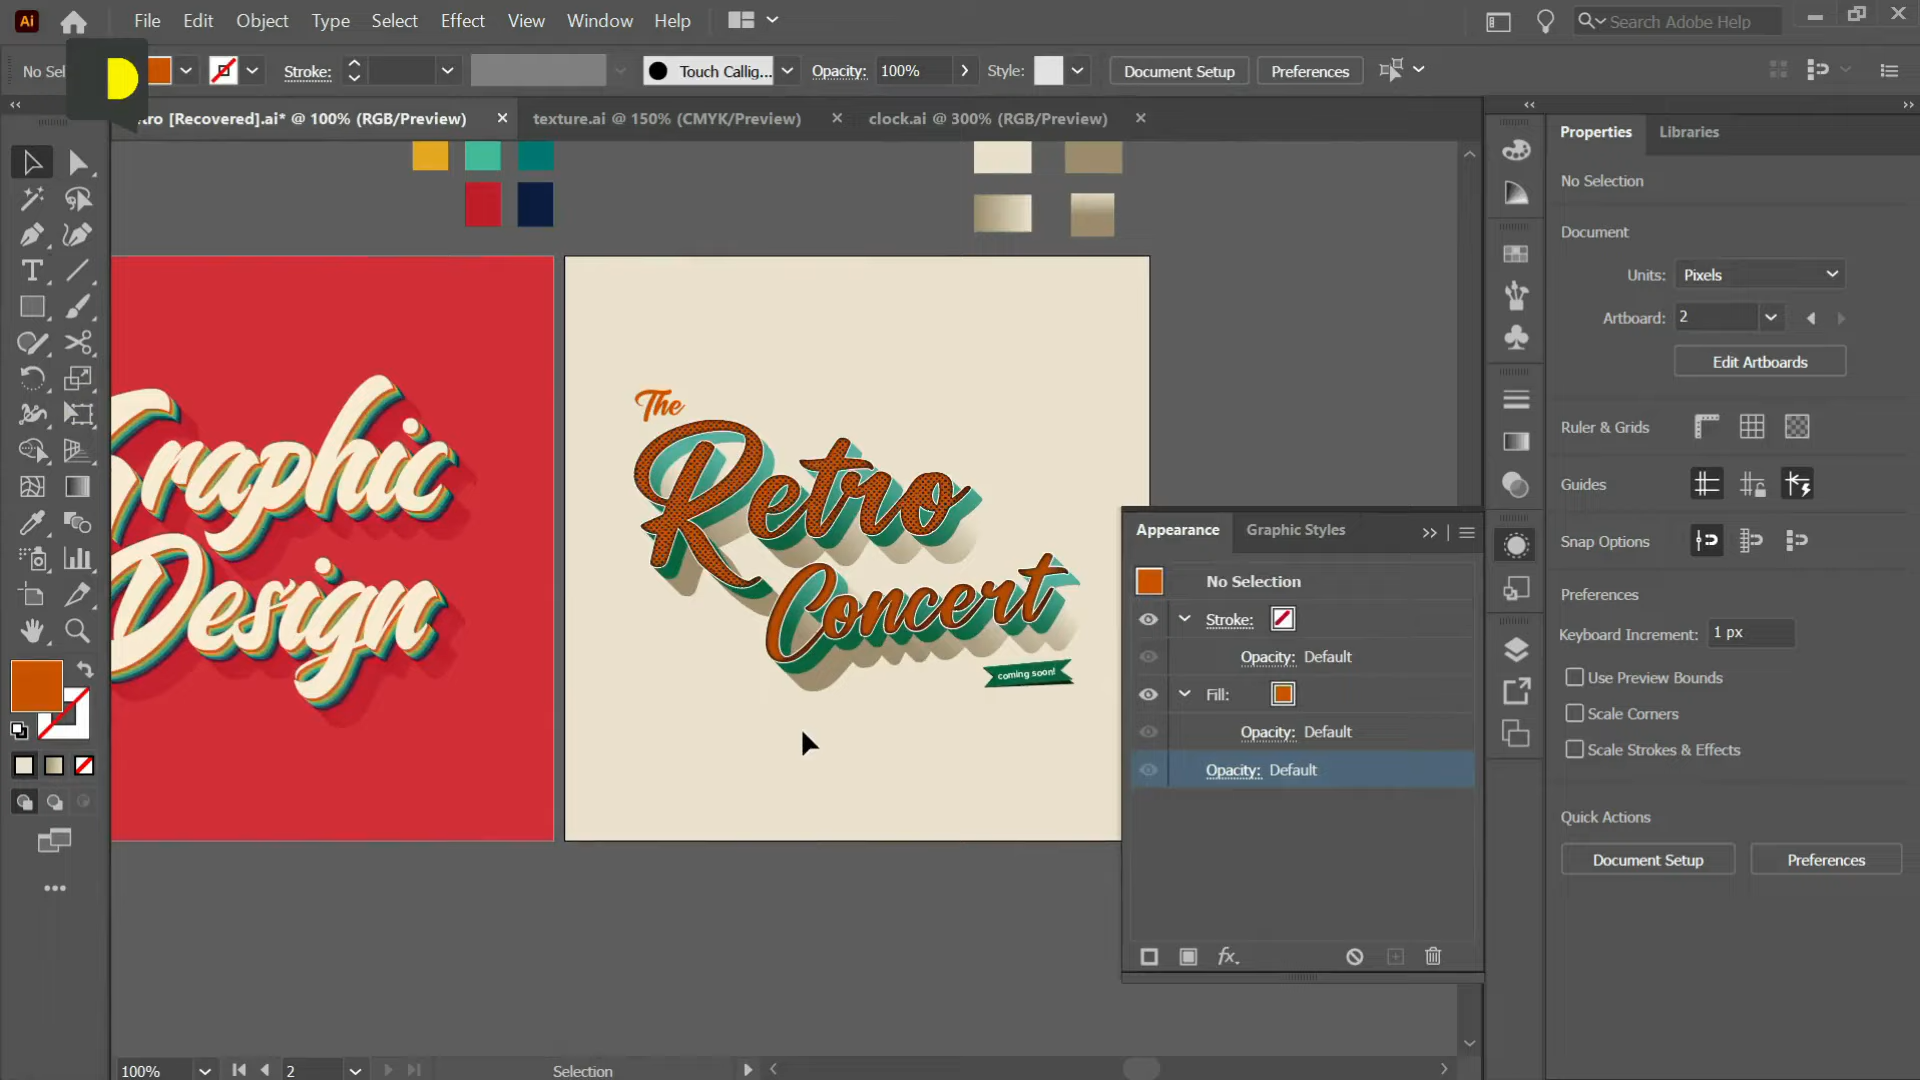 Ai File Edit Object Type Select Effect View Window Help Search Adobe Help
No Sel Stroke: Touch Callig... Opacity: 100% Style: Document Setup Preferences
tro [Recovered].ai* @ 100% (RGB/Preview) texture.ai @ 150% (CMYK/Preview) clock.ai @ 300% (RGB/Preview)
Graphic
Design
The
Retro
Concert
coming soon!
Appearance Graphic Styles
No Selection
Stroke:
Opacity: Default
Fill:
Opacity: Default
Opacity: Default
fx
Properties Libraries
No Selection
Document
Units: Pixels
Artboard: 2
Edit Artboards
Ruler & Grids
Guides
Snap Options
Preferences
Keyboard Increment: 1 px
Use Preview Bounds
Scale Corners
Scale Strokes & Effects
Quick Actions
Document Setup Preferences
100% 2 Selection